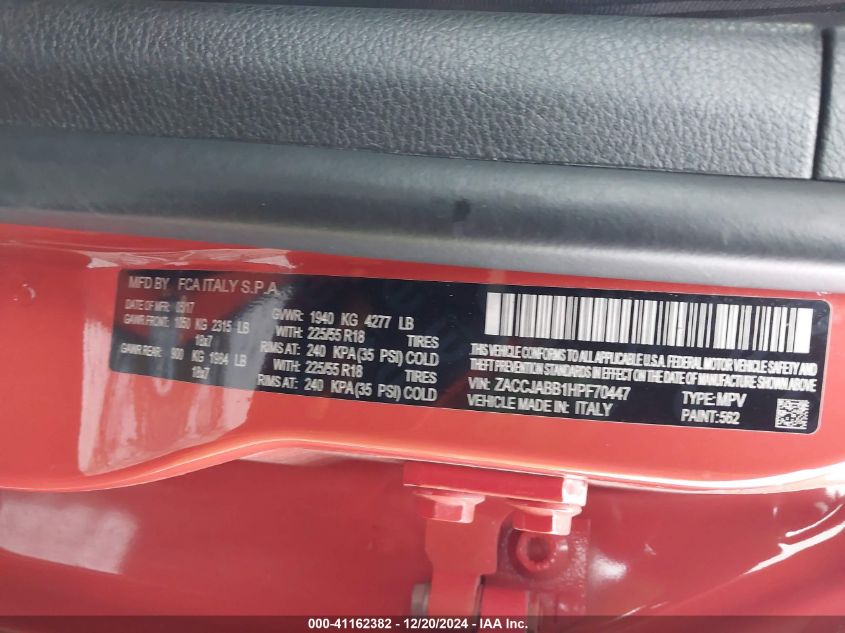 MFD BY FCA ITALY S.P.A.
DATE OF MFR 05/17
GAWR FRONT: 1050 KG 2315 LB
18x7
GAWR REAR: 900 KG 1984 LB
18x7
GVWR: 1940 KG 4277 LB
WITH: 225/55 R18 TIRES
RIMS AT: 240 KPA (35 PSI) COLD
WITH: 225/55 R18 TIRES
RIMS AT: 240 KPA (35 PSI) COLD
THIS VEHICLE CONFORMS TO ALL APPLICABLE U.S.A. FEDERAL MOTOR VEHICLE SAFETY AND
THEFT PREVENTION STANDARDS IN EFFECT ON THE DATE OF MANUFACTURE SHOWN ABOVE
VIN: ZACCJABB1HPF70447 TYPE: MPV
VEHICLE MADE IN: ITALY PAINT: 562
000-41162382 - 12/20/2024 - IAA Inc.